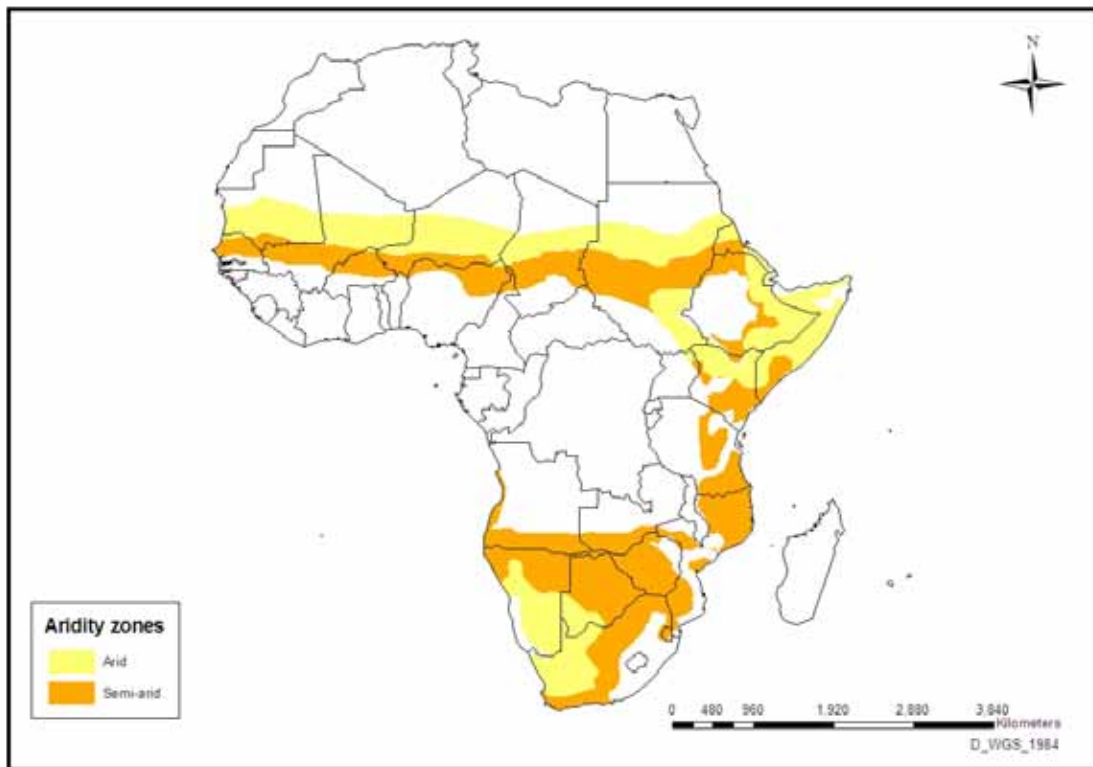 N
Aridity zones
Arid
Semi-arid
0 480 960 1,920 2,880 3,840
Kilometers
D_WGS_1984